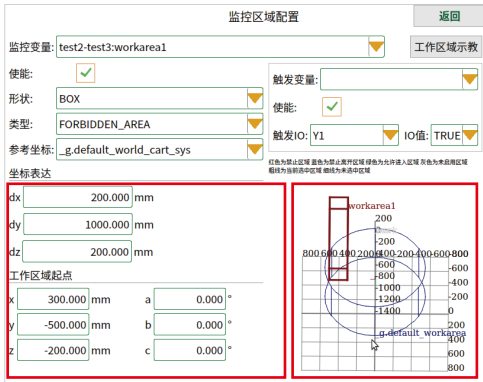 监控区域配置
返回
监控变量: test2-test3:workarea1
工作区域示教
使能:
形状: BOX
类型: FORBIDDEN_AREA
参考坐标: _g.default_world_cart_sys
触发变量:
使能:
触发IO: Y1 IO值: TRUE
红色为禁止区域 蓝色为禁止离开区域 绿色为允许进入区域 灰色为未启用区域
粗线为当前选中区域 细线为未选中区域
坐标表达
dx 200.000 mm
dy 1000.000 mm
dz 200.000 mm
工作区域起点
x 300.000 mm a 0.000 °
y -500.000 mm b 0.000 °
z -200.000 mm c 0.000 °
workarea1
200
-200
800 600 400 200 -200 -400 -600 -800
-600
-800
-1000
-1200
-1400
-600
-400
-200
0
200
400
600
800
_g.default_workarea